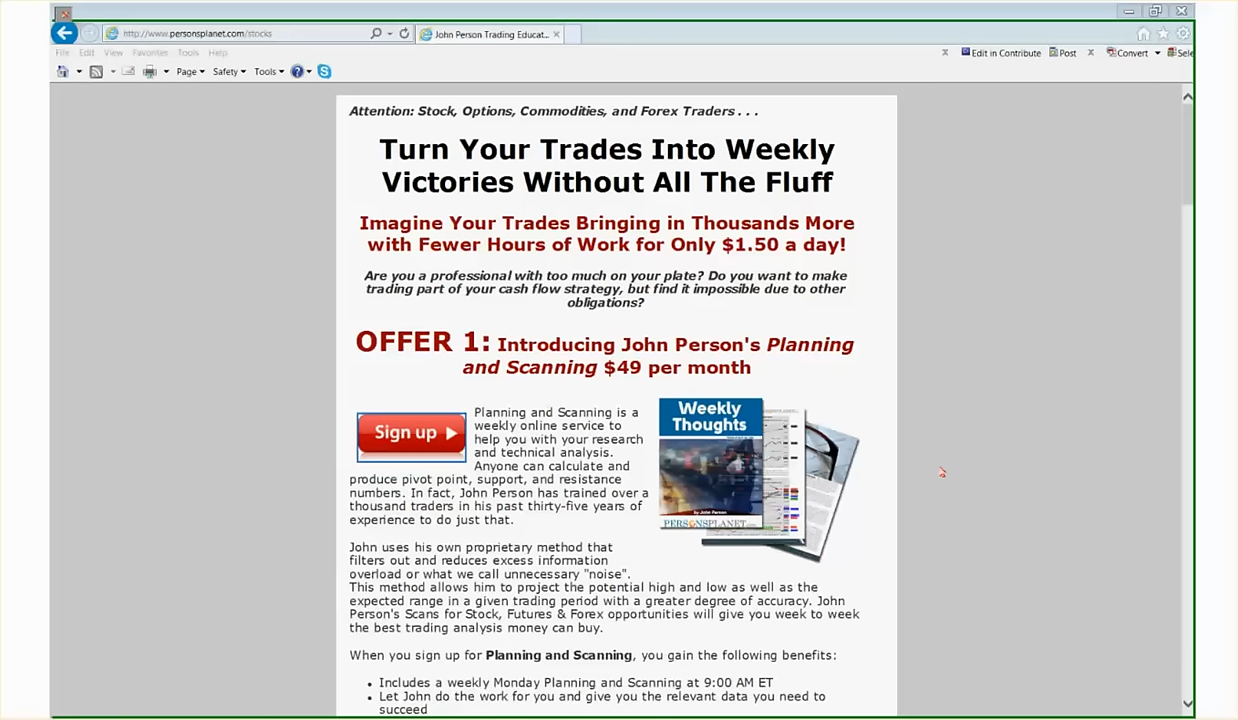 http://www.personsplanet.com/stocks
John Person Trading Educat...
File Edit View Favorites Tools Help
Edit in Contribute Post Convert Sele
Page Safety Tools
Attention: Stock, Options, Commodities, and Forex Traders . . .
Turn Your Trades Into Weekly
Victories Without All The Fluff
Imagine Your Trades Bringing in Thousands More
with Fewer Hours of Work for Only $1.50 a day!
Are you a professional with too much on your plate? Do you want to make
trading part of your cash flow strategy, but find it impossible due to other
obligations?
OFFER 1: Introducing John Person's Planning
and Scanning $49 per month
Sign up
Planning and Scanning is a
weekly online service to
help you with your research
and technical analysis.
Anyone can calculate and
produce pivot point, support, and resistance
numbers. In fact, John Person has trained over a
thousand traders in his past thirty-five years of
experience to do just that.
Weekly
Thoughts
by John Person
PERSONSPLANET.com
John uses his own proprietary method that
filters out and reduces excess information
overload or what we call unnecessary "noise".
This method allows him to project the potential high and low as well as the
expected range in a given trading period with a greater degree of accuracy. John
Person's Scans for Stock, Futures & Forex opportunities will give you week to week
the best trading analysis money can buy.
When you sign up for Planning and Scanning, you gain the following benefits:
• Includes a weekly Monday Planning and Scanning at 9:00 AM ET
• Let John do the work for you and give you the relevant data you need to
succeed